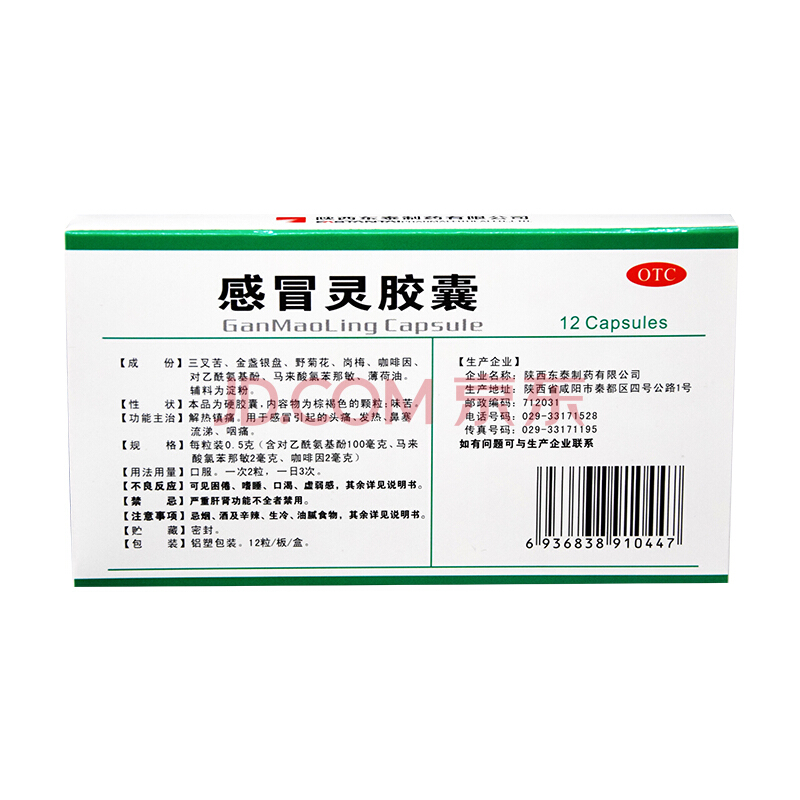 陕西东泰制药有限公司
OTC
感冒灵胶囊
GanMaoLing Capsule
12 Capsules
【成份】三叉苦、金盏银盘、野菊花、岗梅、咖啡因、
对乙酰氨基酚、马来酸氯苯那敏、薄荷油。
辅料为淀粉。
【性状】本品为硬胶囊,内容物为棕褐色的颗粒;味苦。
【功能主治】解热镇痛。用于感冒引起的头痛、发热、鼻塞、
流涕、咽痛。
【规格】每粒装0.5克(含对乙酰氨基酚100毫克、马来
酸氯苯那敏2毫克、咖啡因2毫克)
【用法用量】口服。一次2粒,一日3次。
【不良反应】可见困倦、嗜睡、口渴、虚弱感,其余详见说明书。
【禁忌】严重肝肾功能不全者禁用。
【注意事项】忌烟、酒及辛辣、生冷、油腻食物,其余详见说明书。
【贮藏】密封。
【包装】铝塑包装。12粒/板/盒。
【生产企业】
企业名称:陕西东泰制药有限公司
生产地址:陕西省咸阳市秦都区四号公路1号
邮政编码:712031
电话号码:029-33171528
传真号码:029-33171195
如有问题可与生产企业联系
6 936838 910447
JD.COM 京东